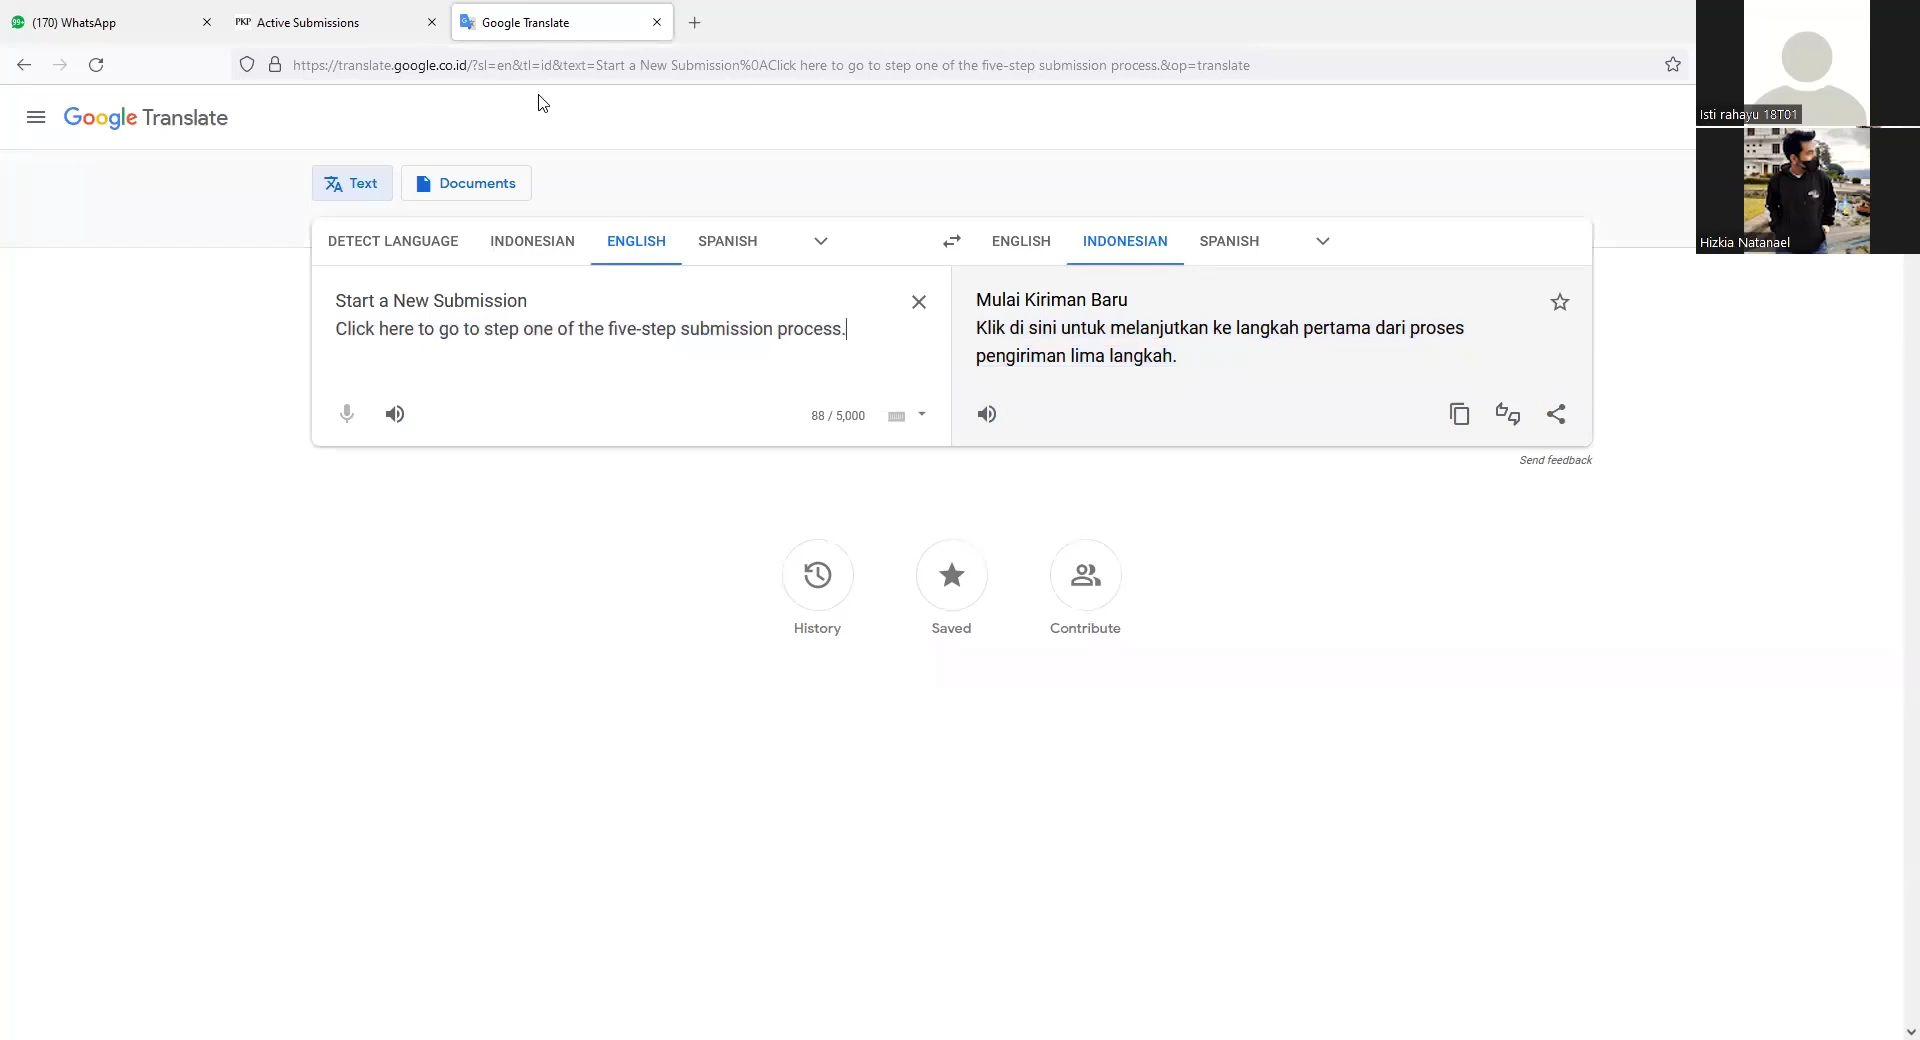 (170) WhatsApp
PKP Active Submissions
Google Translate
https://translate.google.co.id/?sl=en&tl=id&text=Start a New Submission%0AClick here to go to step one of the five-step submission process.&op=translate
Isti rahayu 18T01
Google Translate
Hizkia Natanael
Text
Documents
DETECT LANGUAGE INDONESIAN ENGLISH SPANISH
ENGLISH INDONESIAN SPANISH
Start a New Submission
Click here to go to step one of the five-step submission process.
88 / 5,000
Mulai Kiriman Baru
Klik di sini untuk melanjutkan ke langkah pertama dari proses
pengiriman lima langkah.
Send feedback
History
Saved
Contribute